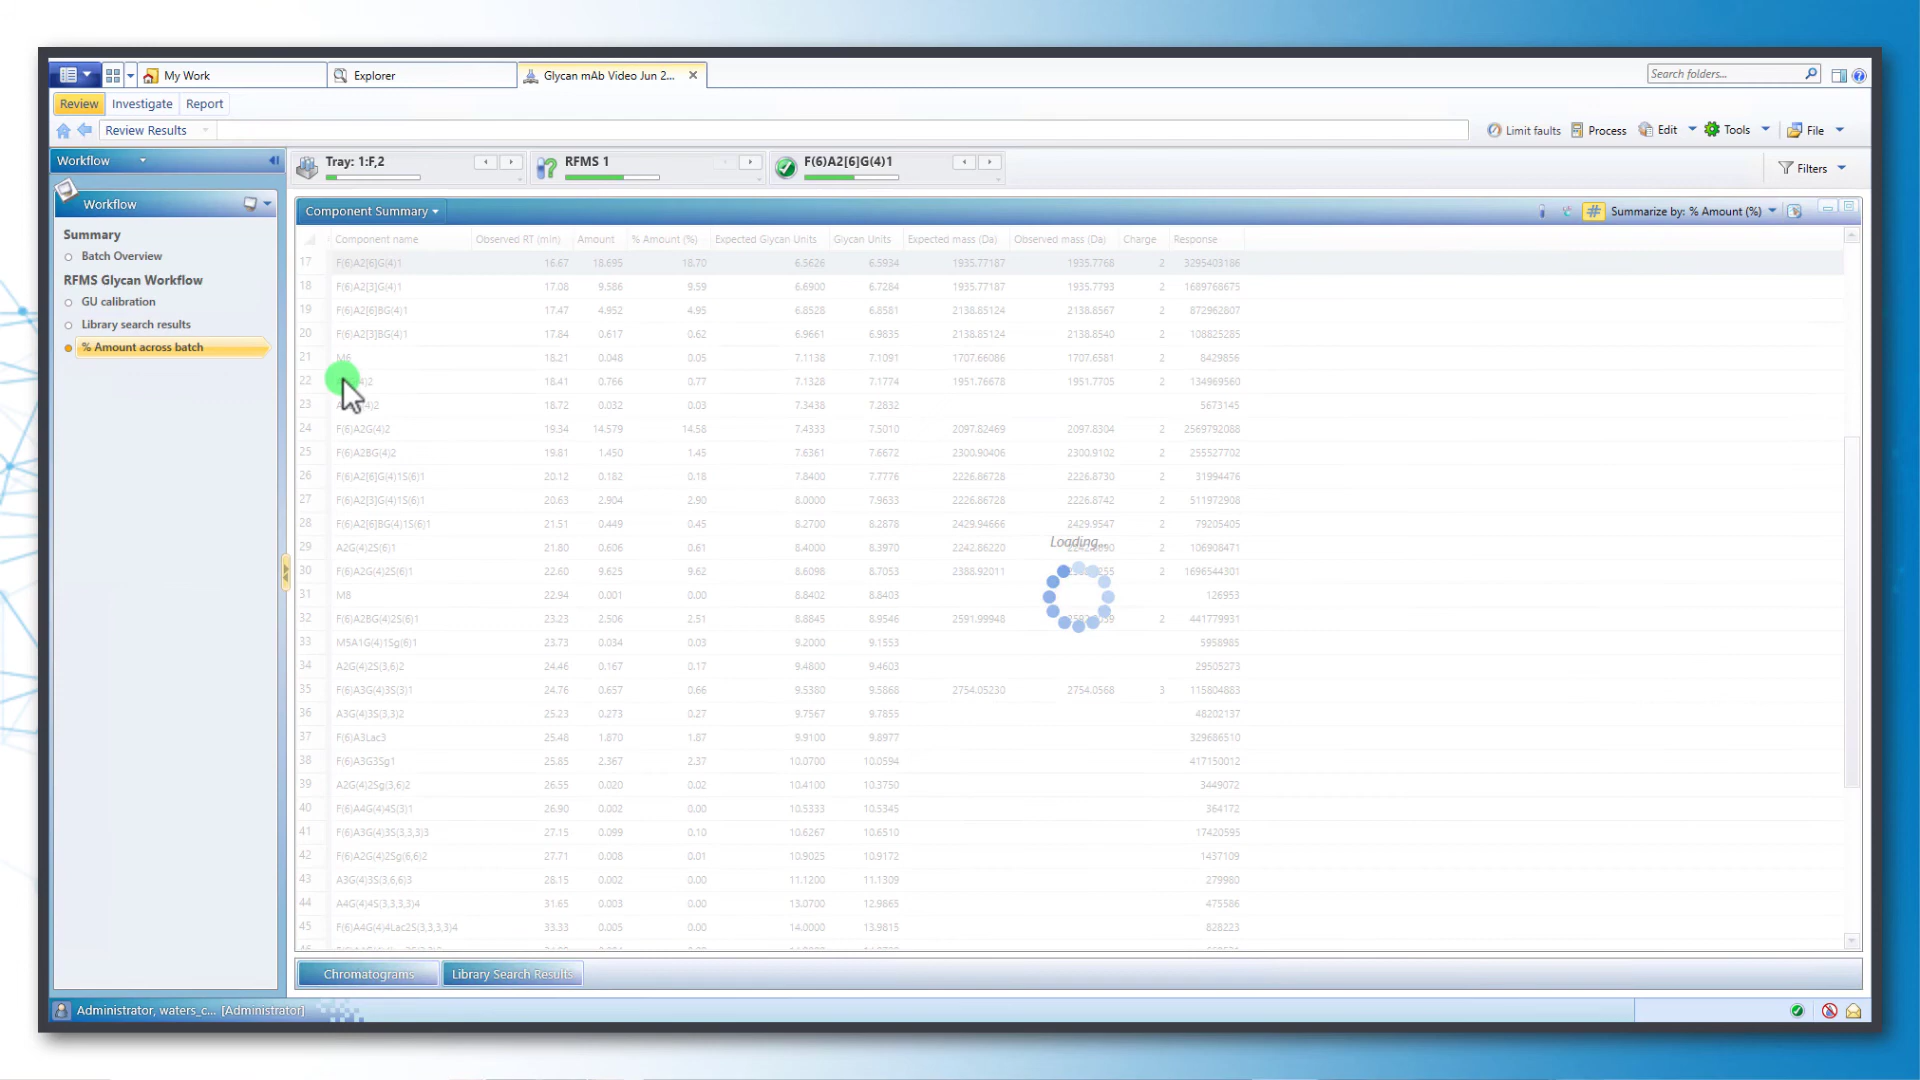 My Work Explorer Glycan mAb Video Jun 2... Search folders...
Review Investigate Report
Review Results Limit faults Process Edit Tools File
Workflow Tray: 1:F,2 RFMS 1 F(6)A2[6]G(4)1 Filters
Workflow
Summary
Batch Overview
RFMS Glycan Workflow
GU calibration
Library search results
% Amount across batch
Component Summary Summarize by: % Amount (%)
Component name Observed RT (min) Amount % Amount (%) Expected Glycan Units Glycan Units Expected mass (Da) Observed mass (Da) Charge Response
17 F(6)A2[6]G(4)1 16.67 18.695 18.70 6.5626 6.5934 1935.77187 1935.7768 2 3295403186
18 F(6)A2[3]G(4)1 17.08 9.586 9.59 6.6900 6.7284 1935.77187 1935.7793 2 1689768675
19 F(6)A2[6]BG(4)1 17.47 4.952 4.95 6.8528 6.8581 2138.85124 2138.8567 2 872962807
20 F(6)A2[3]BG(4)1 17.84 0.617 0.62 6.9661 6.9835 2138.85124 2138.8540 2 108825285
21 M6 18.21 0.048 0.05 7.1138 7.1091 1707.66086 1707.6581 2 8429856
22 18.41 0.766 0.77 7.1328 7.1774 1951.76678 1951.7705 2 134969560
23 18.72 0.032 0.03 7.3438 7.2832 5673145
24 F(6)A2G(4)2 19.34 14.579 14.58 7.4333 7.5010 2097.82469 2097.8304 2 2569792088
25 F(6)A2BG(4)2 19.81 1.450 1.45 7.6361 7.6672 2300.90406 2300.9102 2 255527702
26 F(6)A2[6]G(4)1S(6)1 20.12 0.182 0.18 7.8400 7.7776 2226.86728 2226.8730 2 31994476
27 F(6)A2[3]G(4)1S(6)1 20.63 2.904 2.90 8.0000 7.9633 2226.86728 2226.8742 2 511972908
28 F(6)A2[6]BG(4)1S(6)1 21.51 0.449 0.45 8.2700 8.2878 2429.94666 2429.9547 2 79205405
29 A2G(4)2S(6)1 21.80 0.606 0.61 8.4000 8.3970 2242.86220 2 106908471
Loading...
30 F(6)A2G(4)2S(6)1 22.60 9.625 9.62 8.6098 8.7053 2388.92011 2 1696544301
31 M8 22.94 0.001 0.00 8.8402 8.8403 126953
32 F(6)A2BG(4)2S(6)1 23.23 2.506 2.51 8.8845 8.9546 2591.99948 2 441779931
33 M5A1G(4)1Sg(6)1 23.73 0.034 0.03 9.2000 9.1553 5958985
34 A2G(4)2S(3,6)2 24.46 0.167 0.17 9.4800 9.4603 29505273
35 F(6)A3G(4)3S(3)1 24.76 0.657 0.66 9.5380 9.5868 2754.05230 2754.0568 3 115804883
36 A3G(4)3S(3,3)2 25.23 0.273 0.27 9.7567 9.7855 48202137
37 F(6)A3Lac3 25.48 1.870 1.87 9.9100 9.8977 329686510
38 F(6)A3G3Sg1 25.85 2.367 2.37 10.0700 10.0594 417150012
39 A2G(4)2Sg(3,6)2 26.55 0.020 0.02 10.4100 10.3750 3449072
40 F(6)A4G(4)4S(3)1 26.90 0.002 0.00 10.5333 10.5345 364172
41 F(6)A3G(4)3S(3,3,3)3 27.15 0.099 0.10 10.6267 10.6510 17420595
42 F(6)A2G(4)2Sg(6,6)2 27.71 0.008 0.01 10.9025 10.9172 1437109
43 A3G(4)3S(3,6,6)3 28.15 0.002 0.00 11.1200 11.1309 279980
44 A4G(4)4S(3,3,3,3)4 31.65 0.003 0.00 13.0700 12.9865 475586
45 F(6)A4G(4)4Lac2S(3,3,3,3)4 33.33 0.005 0.00 14.0000 13.9815 828223
Chromatograms Library Search Results
Administrator, waters_c... [Administrator]